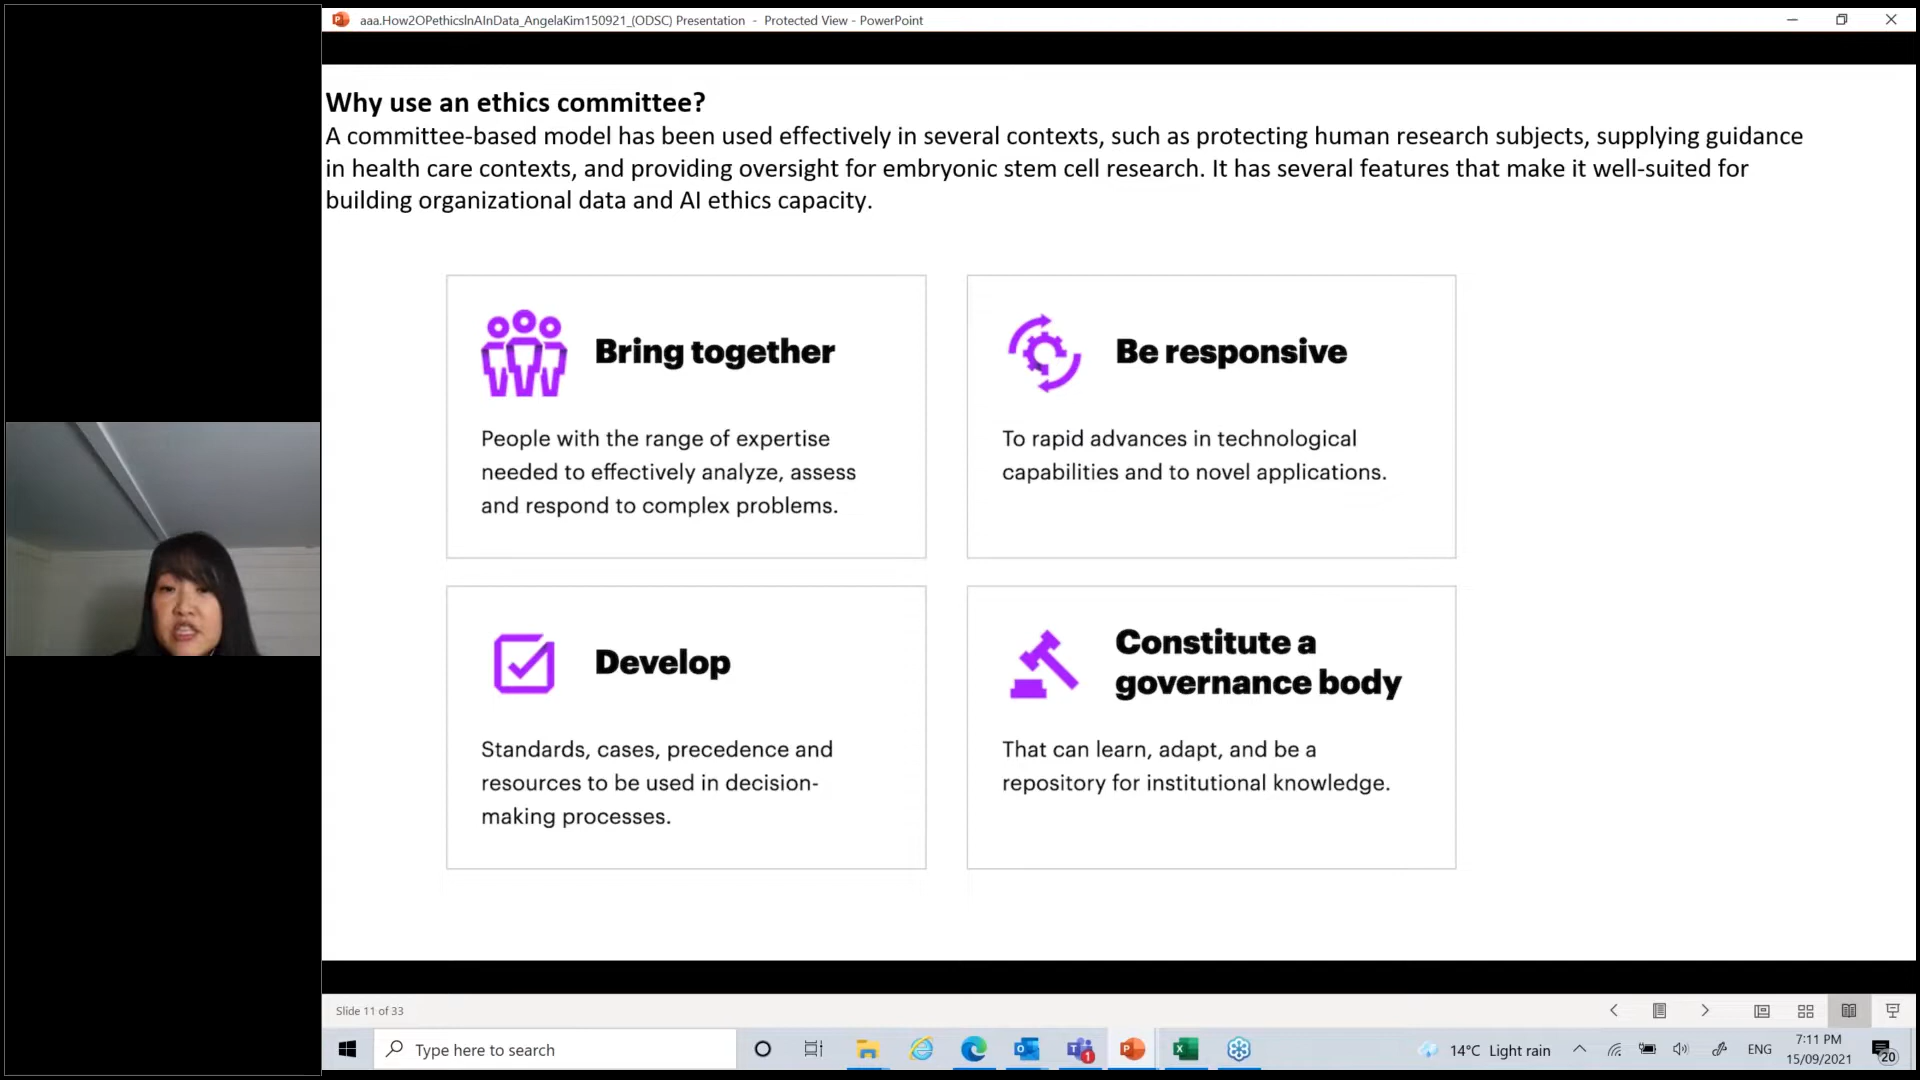 aaa.How2OPethicsInAInData_AngelaKim150921_(ODSC) Presentation - Protected View - PowerPoint
Why use an ethics committee?
A committee-based model has been used effectively in several contexts, such as protecting human research subjects, supplying guidance
in health care contexts, and providing oversight for embryonic stem cell research. It has several features that make it well-suited for
building organizational data and AI ethics capacity.
Bring together
People with the range of expertise
needed to effectively analyze, assess
and respond to complex problems.
Be responsive
To rapid advances in technological
capabilities and to novel applications.
Develop
Standards, cases, precedence and
resources to be used in decision-
making processes.
Constitute a
governance body
That can learn, adapt, and be a
repository for institutional knowledge.
Slide 11 of 33
Type here to search
1
14°C Light rain
ENG
7:11 PM
15/09/2021
20